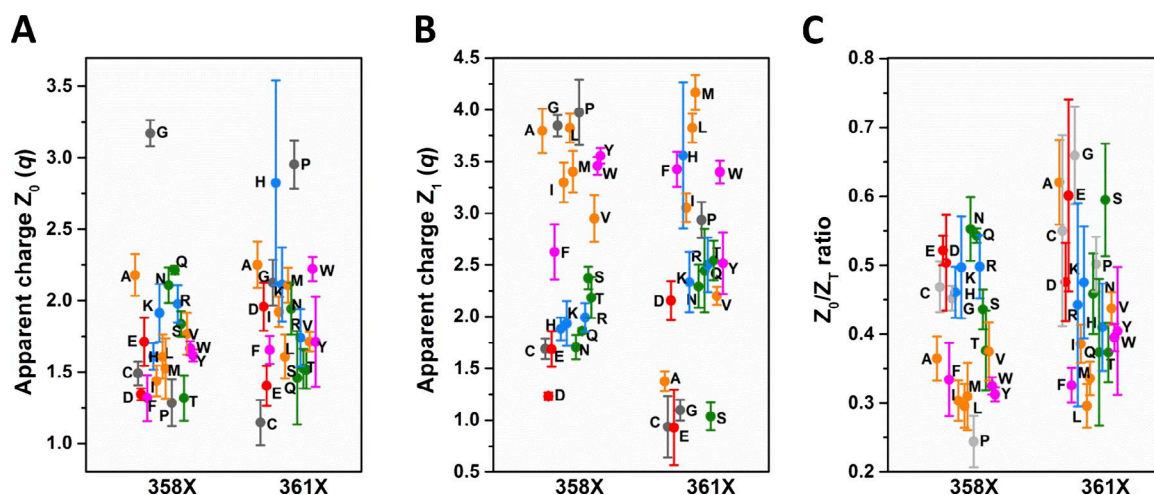 A
B
C
Apparent charge Z0 (q)
3.5
3.0
2.5
2.0
1.5
1.0
G
A
Q
N
K
R
S
E
V
W
H
L
Y
C
I
M
D
F
P
T
P
H
A
W
G
K
M
D
I
N
R
V
Y
F
L
S
T
E
Q
C
358X
361X
Apparent charge Z1 (q)
4.5
4.0
3.5
3.0
2.5
2.0
1.5
1.0
0.5
P
G
A
L
Y
W
M
I
V
F
S
T
R
K
H
Q
E
N
C
D
M
L
H
F
W
I
P
T
R
Q
Y
K
N
V
D
A
G
S
C
E
358X
361X
Z0/ZT ratio
0.8
0.7
0.6
0.5
0.4
0.3
0.2
N
Q
E
D
K
R
C
H
G
S
T
V
A
F
W
I
M
Y
L
P
G
A
E
S
C
P
D
K
N
R
V
H
Y
W
Q
T
I
M
F
L
358X
361X